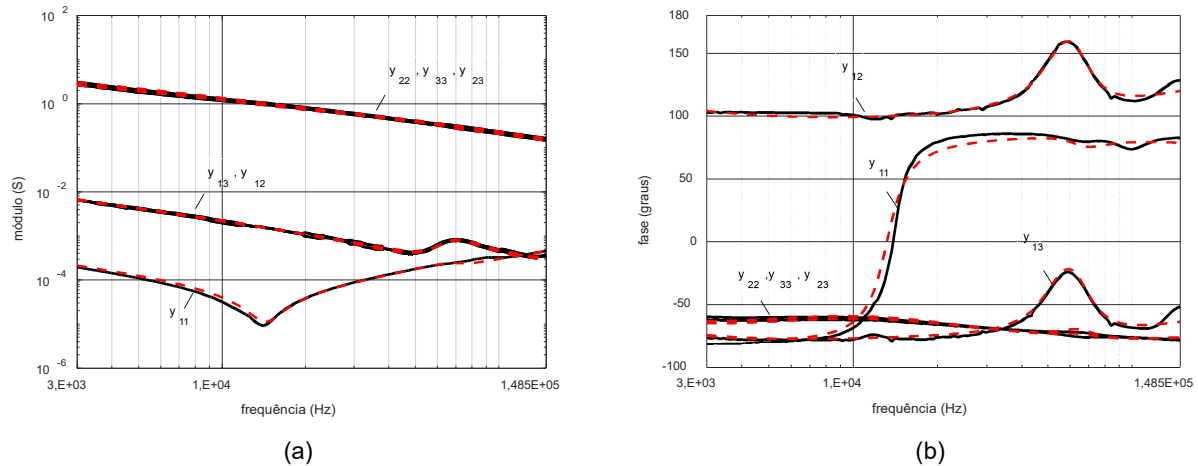 10 2
10 0
10 −2
10 −4
10 −6
módulo (S)
y 22 , y 33 , y 23
y 13 , y 12
y 11
3,E+03
1,E+04
1,485E+05
frequência (Hz)
(a)
180
150
100
50
0
-50
-100
fase (graus)
y 12
y 11
y 13
y 22 , y 33 , y 23
3,E+03
1,E+04
1,485E+05
frequência (Hz)
(b)